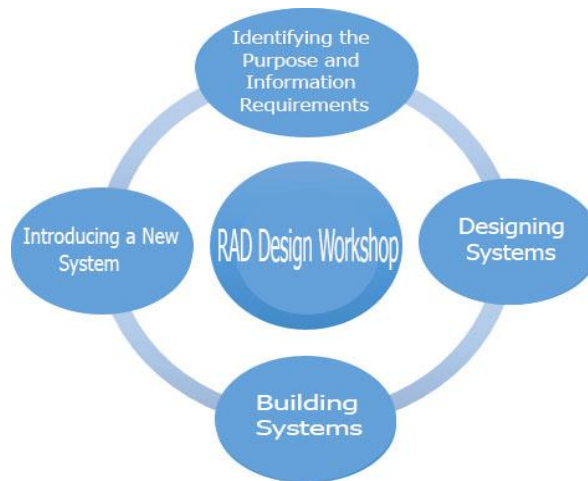 Identifying the
Purpose and
Information
Requirements
Introducing a New
System
RAD Design Workshop
Designing
Systems
Building
Systems